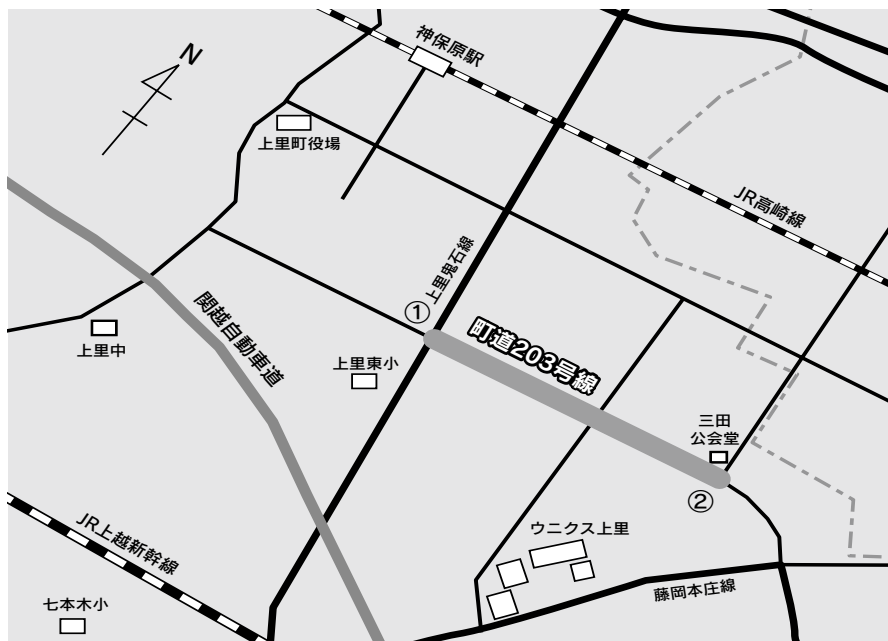 N
神保原駅
上里町役場
JR高崎線
上里鬼石線
①
関越自動車道
上里中
上里東小
町道203号線
三田
公会堂
②
JR上越新幹線
ウニクス上里
藤岡本庄線
七本木小